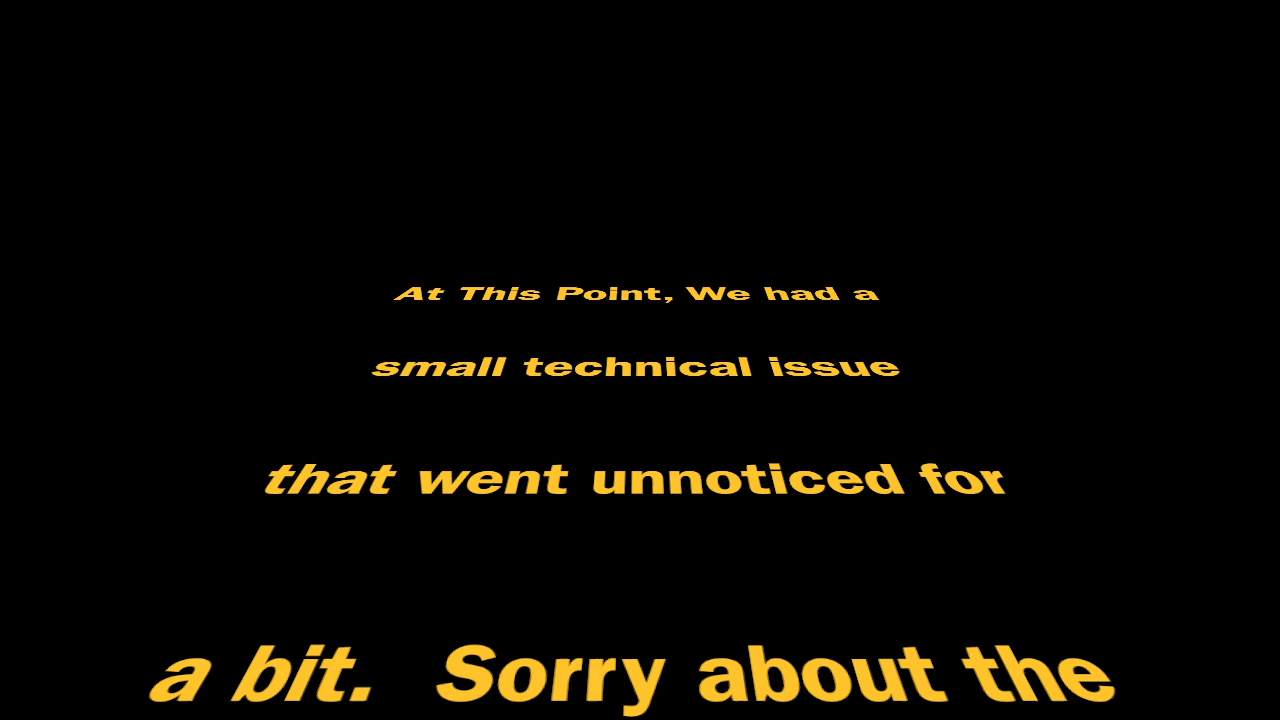 At This Point, We had a
small technical issue
that went unnoticed for
a bit.  Sorry about the